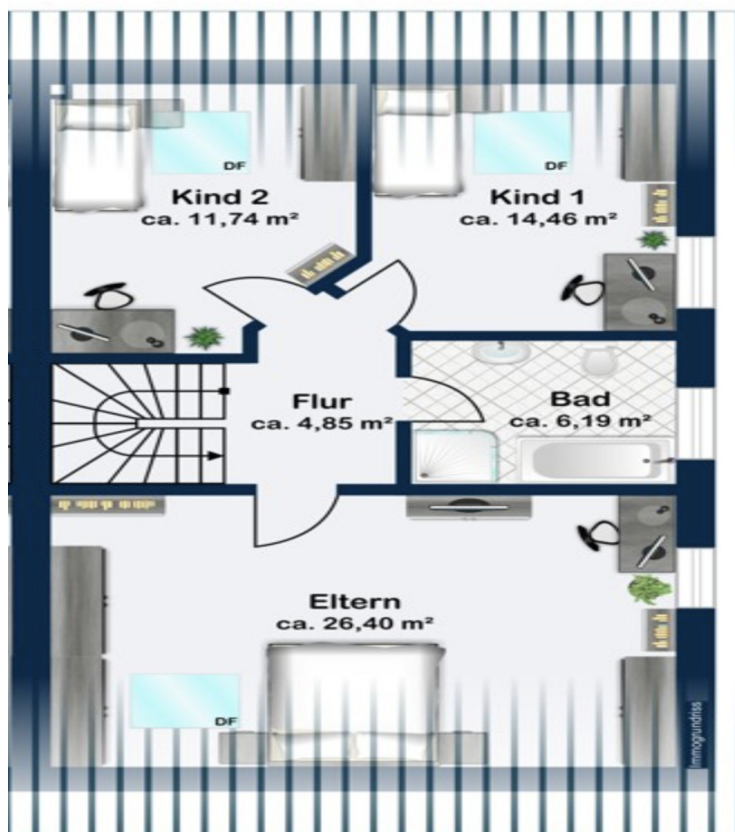 DF
DF
Kind 2
ca. 11,74 m²
Kind 1
ca. 14,46 m²
Flur
ca. 4,85 m²
Bad
ca. 6,19 m²
Eltern
ca. 26,40 m²
DF
Immogrundriss